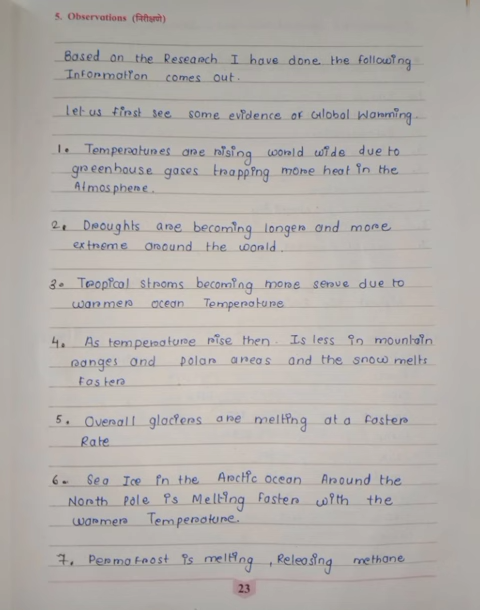 5. Observations (निरीक्षणे)
Based on the Research I have done the following
Information comes out.
Let us first see some evidence of Global Warming.
1. Temperatures are rising world wide due to
greenhouse gases trapping more heat in the
Atmosphere.
2. Droughts are becoming longer and more
extreme around the world.
3. Tropical stroms becoming more serve due to
warmer ocean Temperature
4. As temperature rise then. Is less in mountain
ranges and polar areas and the snow melts
faster
5. Overall glaciers are melting at a faster
Rate
6. Sea Ice in the Arctic ocean Around the
North Pole is Melting faster with the
warmer Temperature.
7. Permafrost is melting, Releasing methane
23